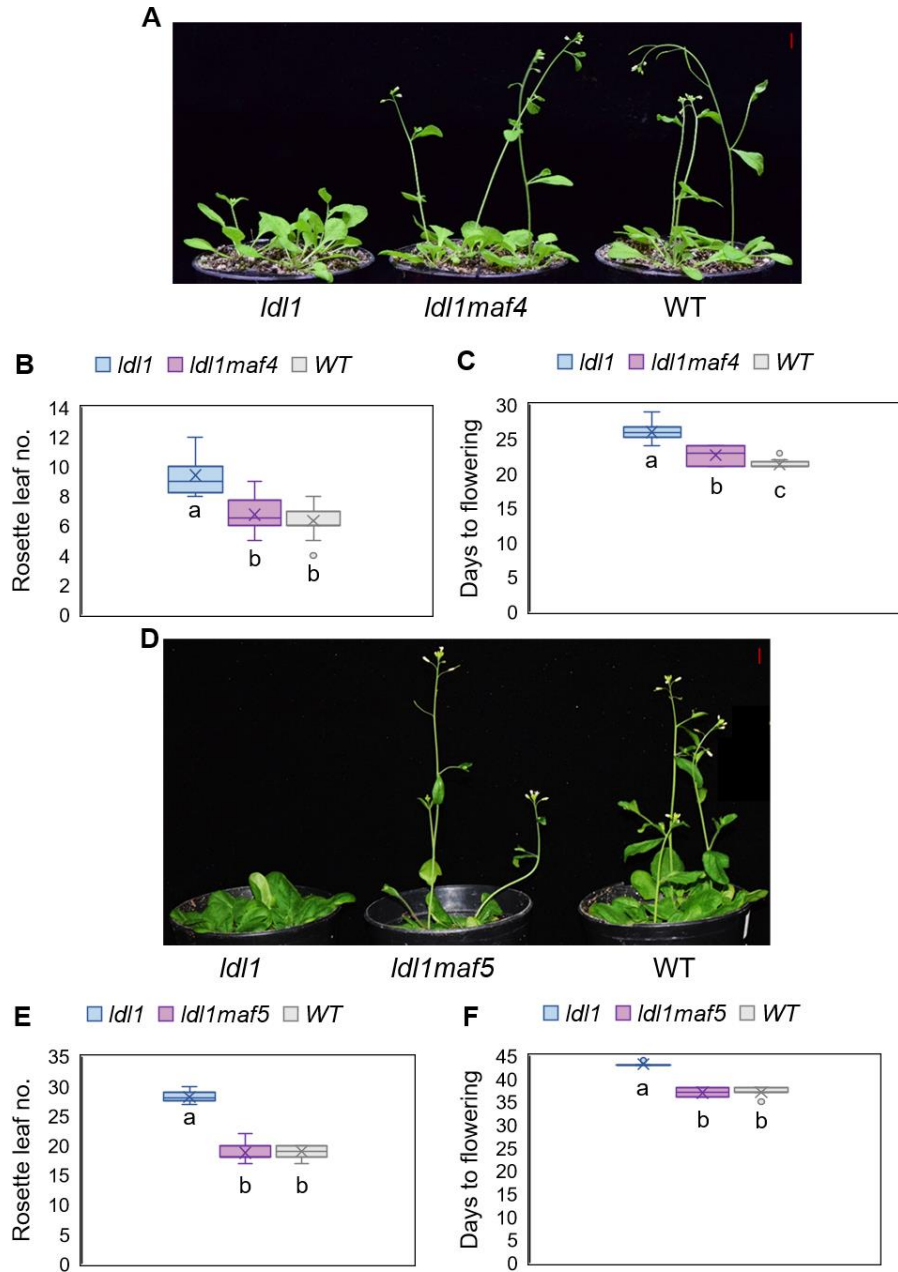 A
ldl1 ldl1maf4 WT
B
ldl1 ldl1maf4 WT
Rosette leaf no.
14
12
10
8
6
4
2
0
a
b
b
C
ldl1 ldl1maf4 WT
Days to flowering
30
25
20
15
10
5
0
a
b
c
D
ldl1 ldl1maf5 WT
E
ldl1 ldl1maf5 WT
Rosette leaf no.
35
30
25
20
15
10
5
0
a
b
b
F
ldl1 ldl1maf5 WT
Days to flowering
45
40
35
30
25
20
15
10
5
0
a
b
b